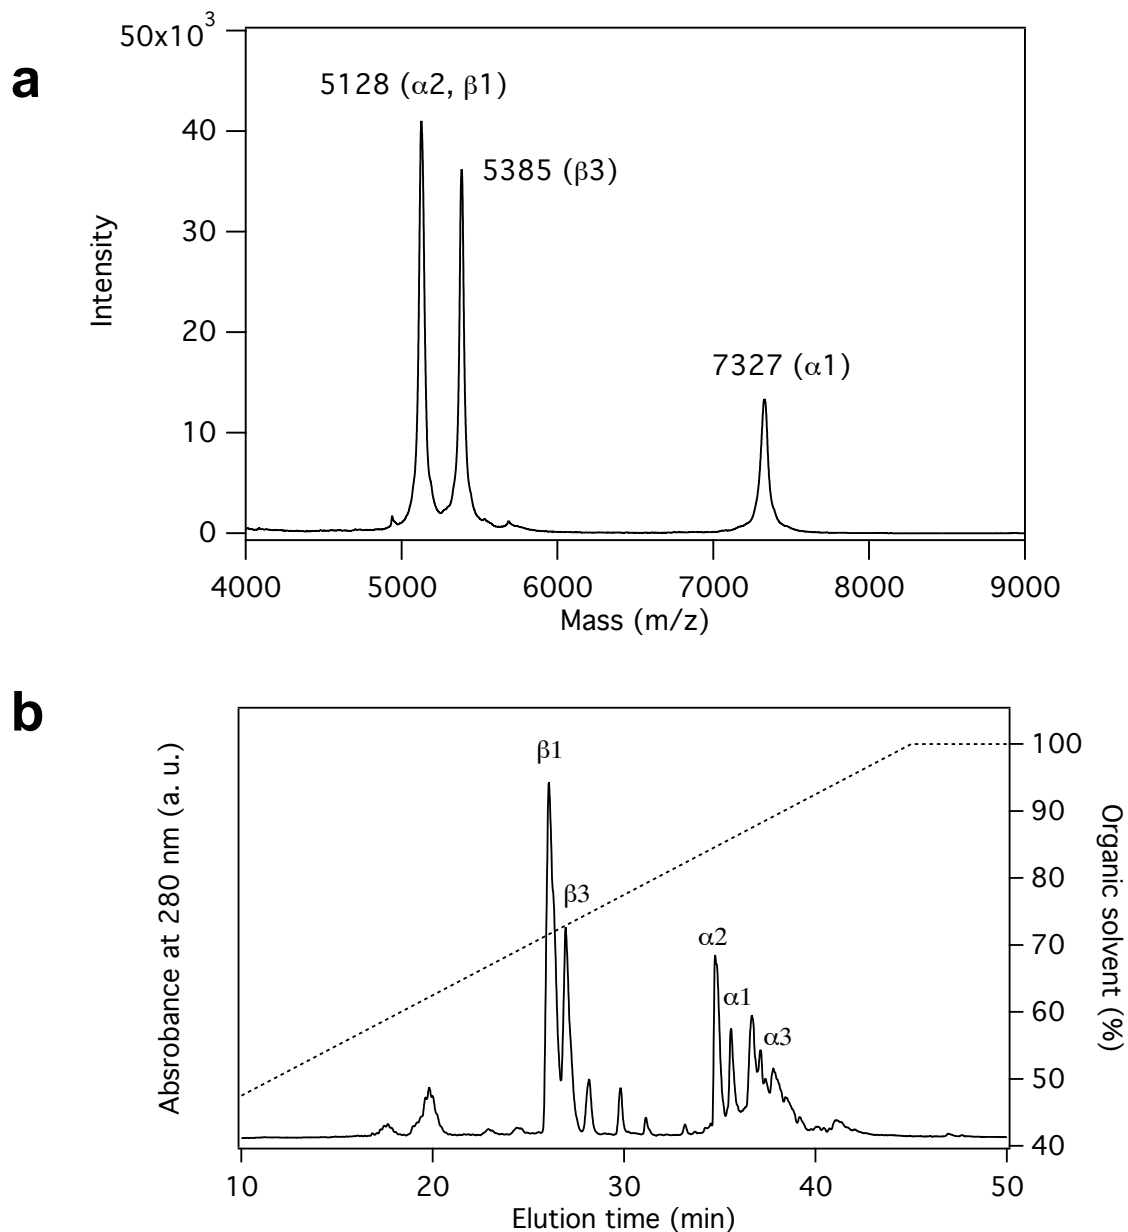 a
50x10³
40
30
20
10
0
Intensity
5128 (α2, β1)
5385 (β3)
7327 (α1)
4000 5000 6000 7000 8000 9000
Mass (m/z)
b
Absrobance at 280 nm (a. u.)
β1
β3
α2
α1
α3
100
90
80
70
60
50
40
Organic solvent (%)
10 20 30 40 50
Elution time (min)